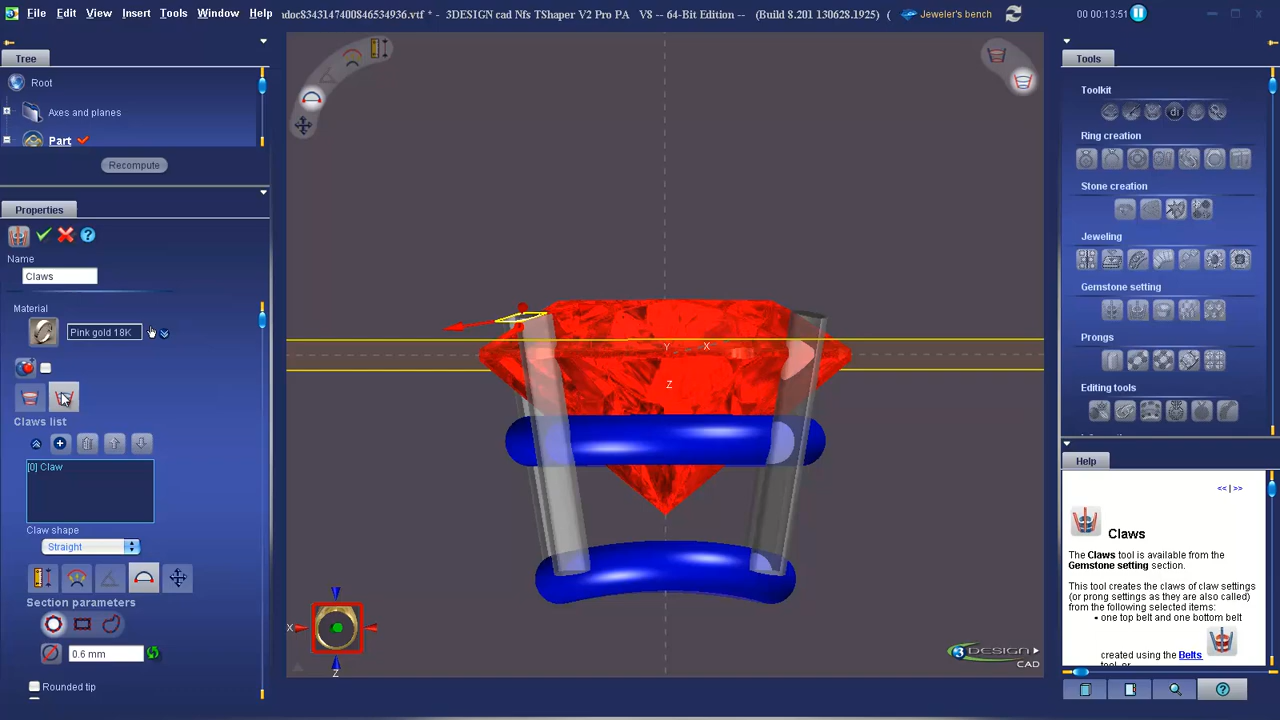 File Edit View Insert Tools Window Help
ndoc8343147400846534936.vtf * - 3DESIGN cad Nfs TShaper V2 Pro PA V8 -- 64-Bit Edition -- (Build 8.201 130628.1925) (
Jeweler's bench
00 00:13:51
Tree
Root
Axes and planes
Part
Recompute
Properties
Name
Claws
Material
Pink gold 18K
Claws list
[0] Claw
Claw shape
Straight
Section parameters
0.6 mm
Rounded tip
Y X
Z
X
Z
3DESIGN
CAD
Tools
Toolkit
di
Ring creation
Stone creation
Jeweling
Gemstone setting
Prongs
Editing tools
Help
<< | >>
Claws
The Claws tool is available from the
Gemstone setting section.
This tool creates the claws of claw settings
(or prong settings as they are also called)
from the following selected items:
• one top belt and one bottom belt
created using the Belts
tool, or